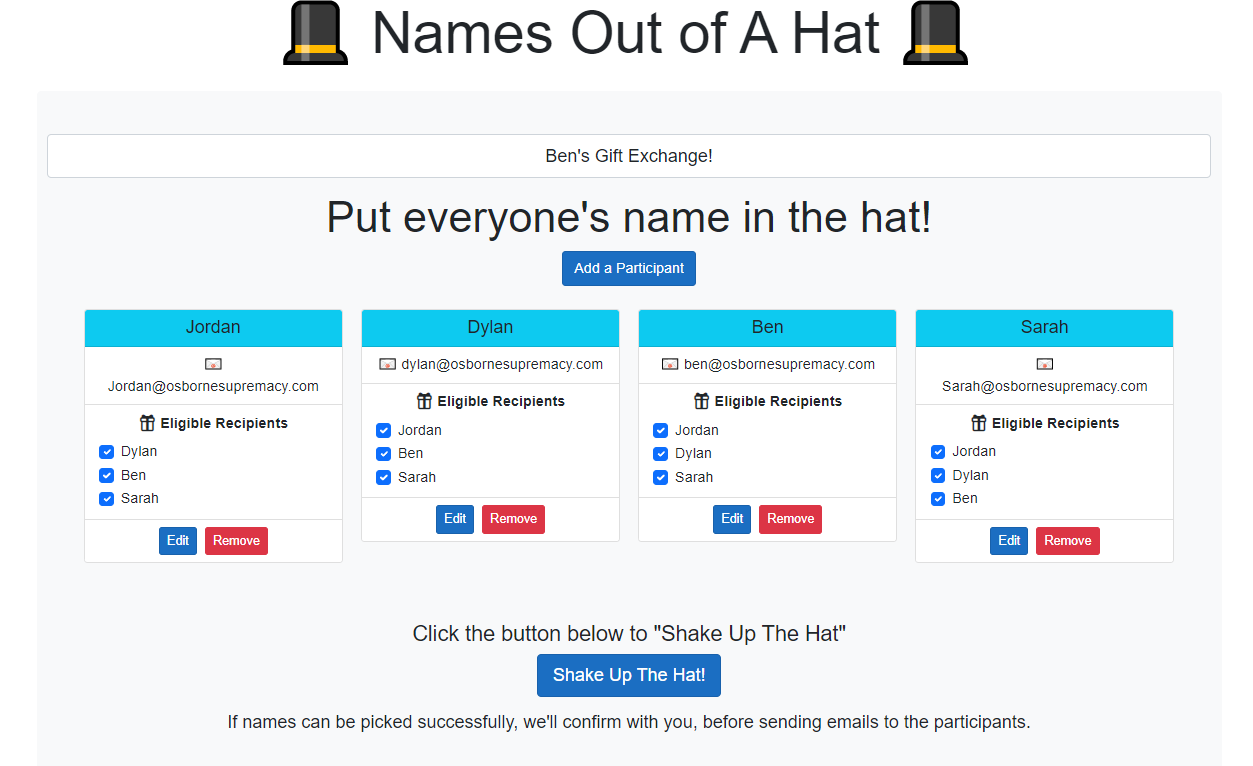 Names Out of A Hat
Ben's Gift Exchange!
Put everyone's name in the hat!
Add a Participant
Jordan
Jordan@osbornesupremacy.com
Eligible Recipients
Dylan
Ben
Sarah
Edit Remove
Dylan
dylan@osbornesupremacy.com
Eligible Recipients
Jordan
Ben
Sarah
Edit Remove
Ben
ben@osbornesupremacy.com
Eligible Recipients
Jordan
Dylan
Sarah
Edit Remove
Sarah
Sarah@osbornesupremacy.com
Eligible Recipients
Jordan
Dylan
Ben
Edit Remove
Click the button below to "Shake Up The Hat"
Shake Up The Hat!
If names can be picked successfully, we'll confirm with you, before sending emails to the participants.